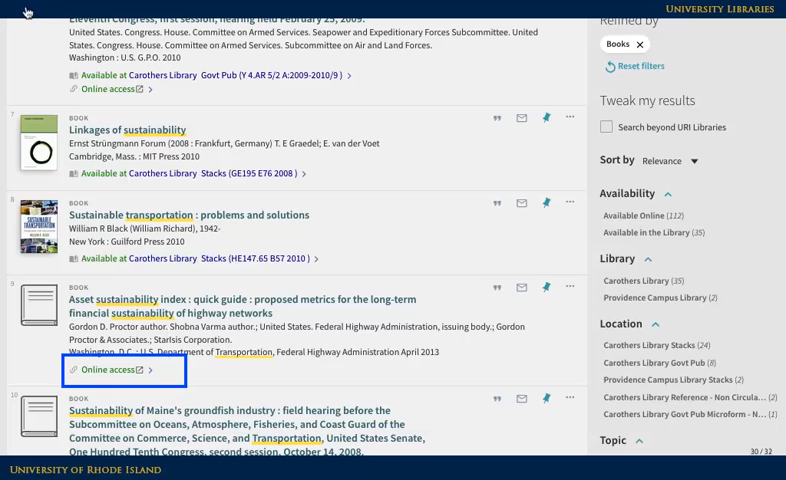 UNIVERSITY LIBRARIES
Eleventh Congress, first session, hearing held February 25, 2009.
United States. Congress. House. Committee on Armed Services. Seapower and Expeditionary Forces Subcommittee. United
States. Congress. House. Committee on Armed Services. Subcommittee on Air and Land Forces.
Washington : U.S. G.P.O. 2010
Available at Carothers Library Govt Pub (Y 4.AR 5/2 A:2009-2010/9 )
Online access
7
BOOK
Linkages of sustainability
Ernst Strüngmann Forum (2008 : Frankfurt, Germany) T. E Graedel; E. van der Voet
Cambridge, Mass. : MIT Press 2010
Available at Carothers Library Stacks (GE195 E76 2008 )
8
SUSTAINABLE
TRANSPORTATION
BOOK
Sustainable transportation : problems and solutions
William R Black (William Richard), 1942-
New York : Guilford Press 2010
Available at Carothers Library Stacks (HE147.65 B57 2010 )
9
BOOK
Asset sustainability index : quick guide : proposed metrics for the long-term
financial sustainability of highway networks
Gordon D. Proctor author. Shobna Varma author.; United States. Federal Highway Administration, issuing body.; Gordon
Proctor & Associates.; StarIsis Corporation.
Washington, D.C. : U.S. Department of Transportation, Federal Highway Administration April 2013
Online access
10
BOOK
Sustainability of Maine's groundfish industry : field hearing before the
Subcommittee on Oceans, Atmosphere, Fisheries, and Coast Guard of the
Committee on Commerce, Science, and Transportation, United States Senate,
One Hundred Tenth Congress, second session, October 14, 2008.
Refined by
Books
Reset filters
Tweak my results
Search beyond URI Libraries
Sort by Relevance
Availability
Available Online (112)
Available in the Library (35)
Library
Carothers Library (35)
Providence Campus Library (2)
Location
Carothers Library Stacks (24)
Carothers Library Govt Pub (8)
Providence Campus Library Stacks (2)
Carothers Library Reference - Non Circula... (2)
Carothers Library Govt Pub Microform - N... (1)
Topic
30 / 32
UNIVERSITY OF RHODE ISLAND